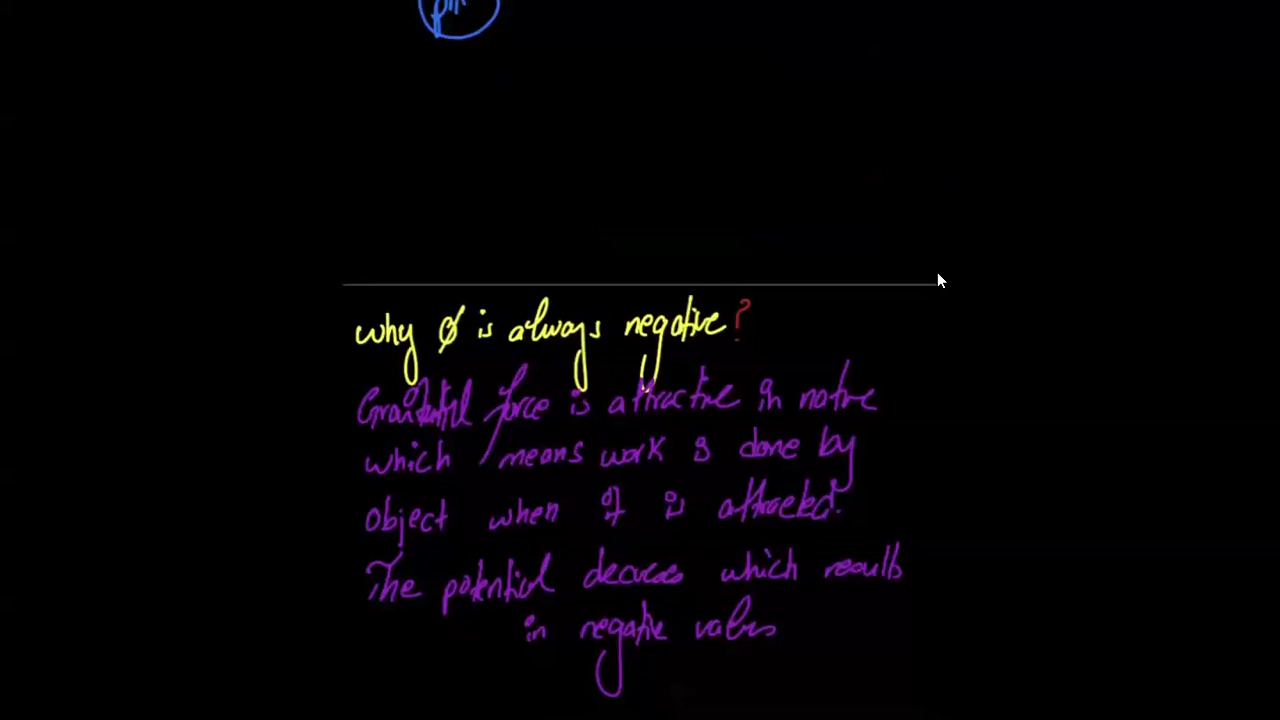 why ø is always negative?
Gravitational force is attractive in nature
which means work is done by
object when it is attracted.
The potential decreases which results
in negative values